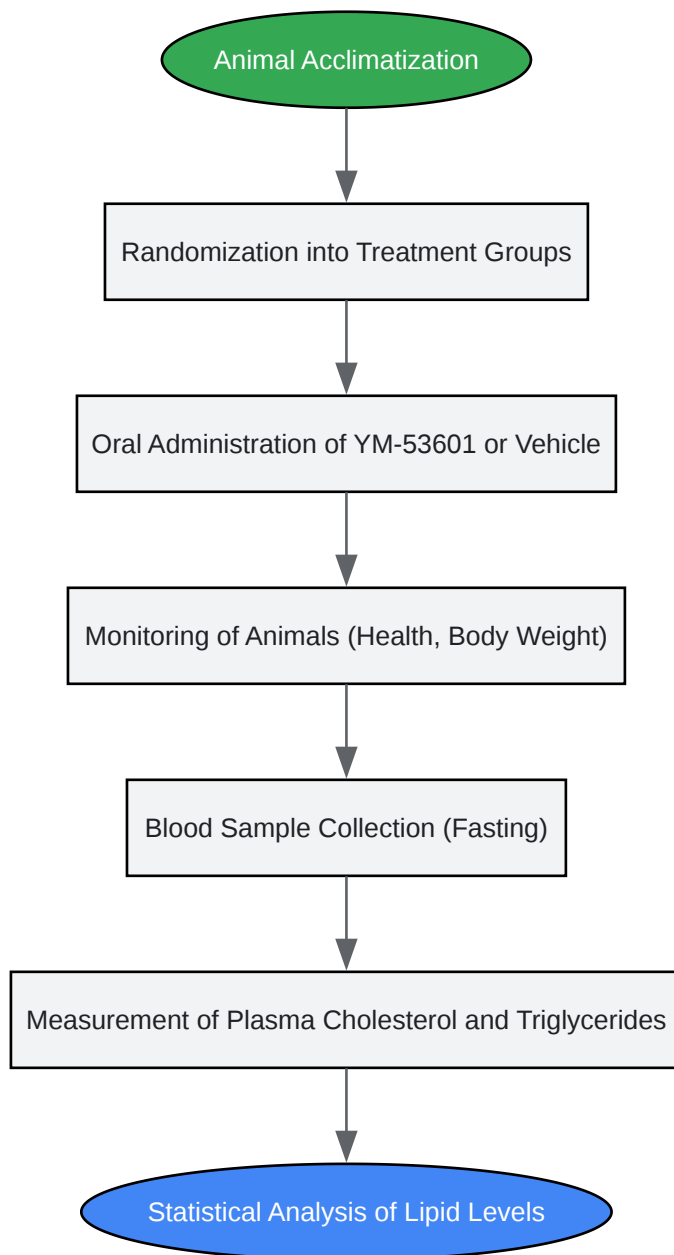 Animal Acclimatization
Randomization into Treatment Groups
Oral Administration of YM-53601 or Vehicle
Monitoring of Animals (Health, Body Weight)
Blood Sample Collection (Fasting)
Measurement of Plasma Cholesterol and Triglycerides
Statistical Analysis of Lipid Levels